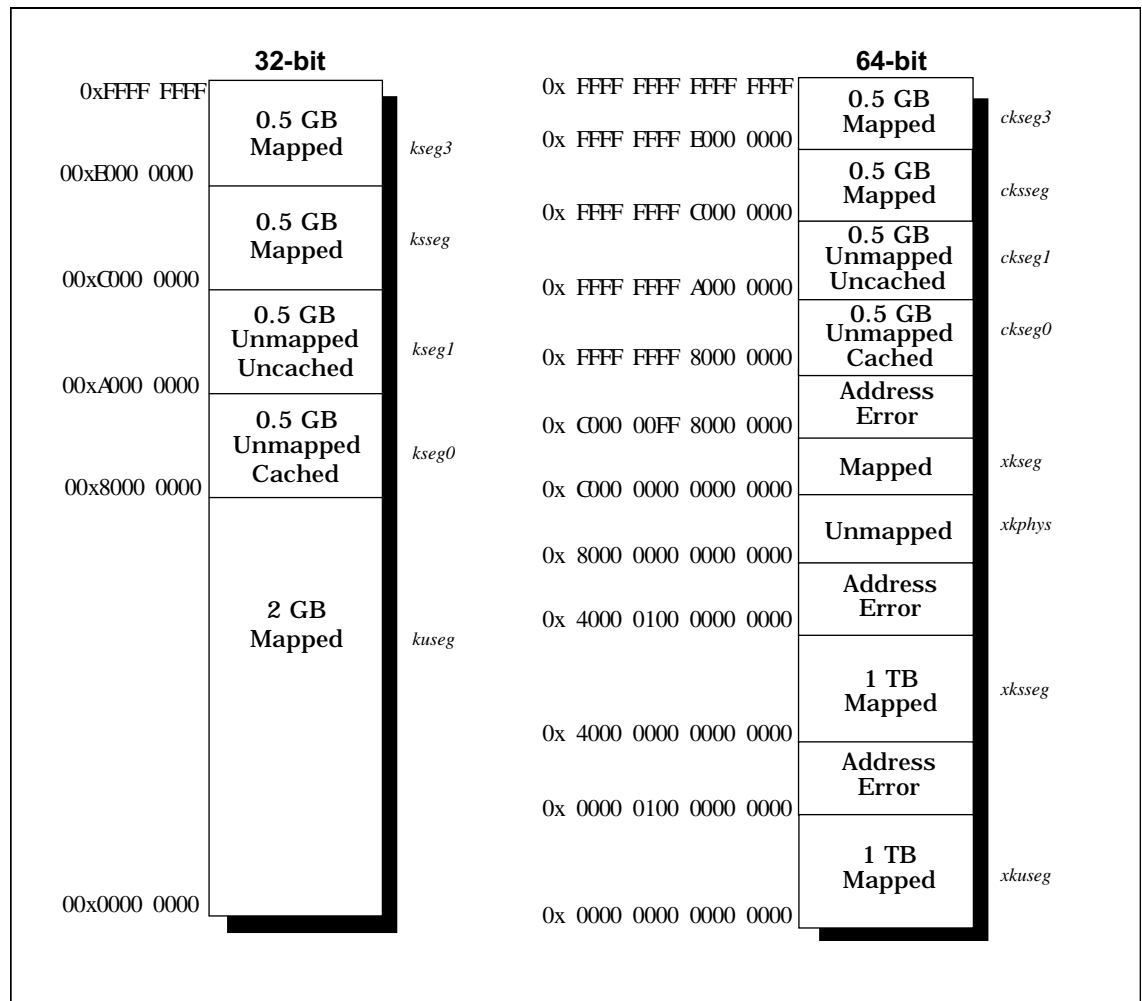 32-bit
0xFFFF FFFF
0.5 GB
Mapped
kseg3
00xE000 0000
0.5 GB
Mapped
ksseg
00xC000 0000
0.5 GB
Unmapped
Uncached
kseg1
00xA000 0000
0.5 GB
Unmapped
Cached
kseg0
00x8000 0000
2 GB
Mapped
kuseg
00x0000 0000
64-bit
0x FFFF FFFF FFFF FFFF
0.5 GB
Mapped
ckseg3
0x FFFF FFFF E000 0000
0.5 GB
Mapped
cksseg
0x FFFF FFFF C000 0000
0.5 GB
Unmapped
Uncached
ckseg1
0x FFFF FFFF A000 0000
0.5 GB
Unmapped
Cached
ckseg0
0x FFFF FFFF 8000 0000
Address
Error
0x C000 00FF 8000 0000
Mapped
xkseg
0x C000 0000 0000 0000
Unmapped
xkphys
0x 8000 0000 0000 0000
Address
Error
0x 4000 0100 0000 0000
1 TB
Mapped
xksseg
0x 4000 0000 0000 0000
Address
Error
0x 0000 0100 0000 0000
1 TB
Mapped
xkuseg
0x 0000 0000 0000 0000